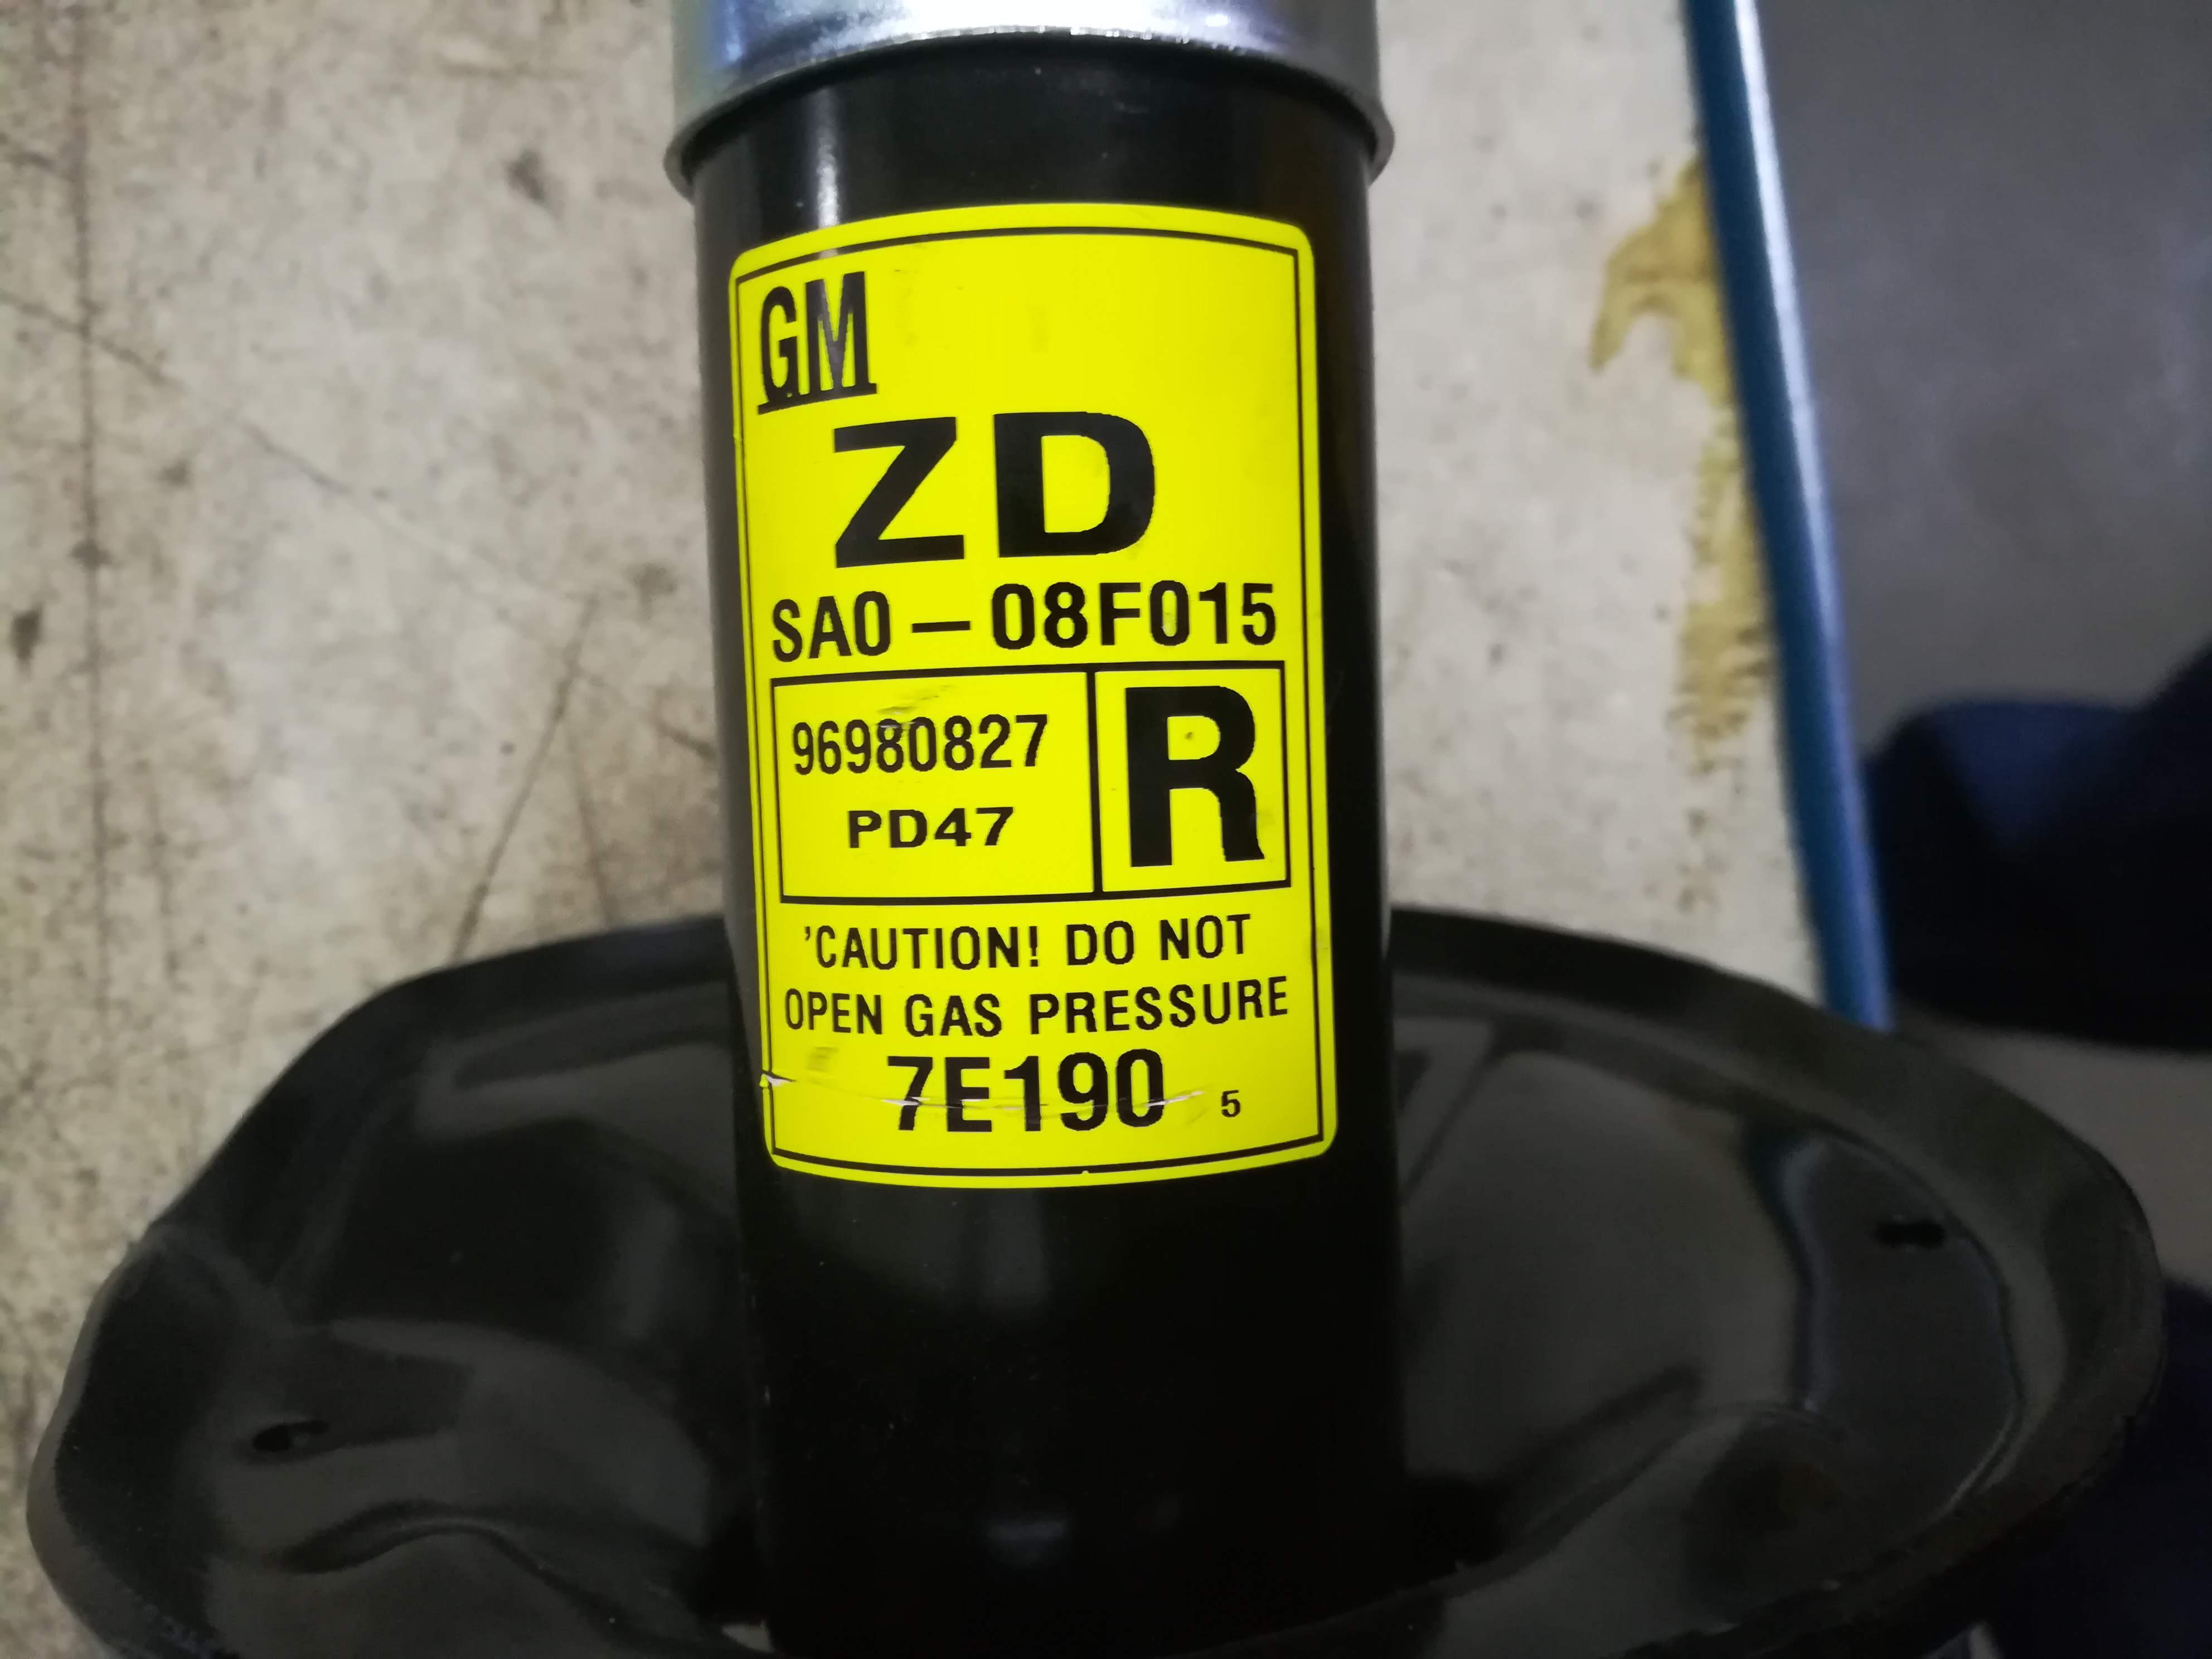 GM
ZD
SA0-08F015
96980827
PD47
R
'CAUTION! DO NOT
OPEN GAS PRESSURE
7E190 5